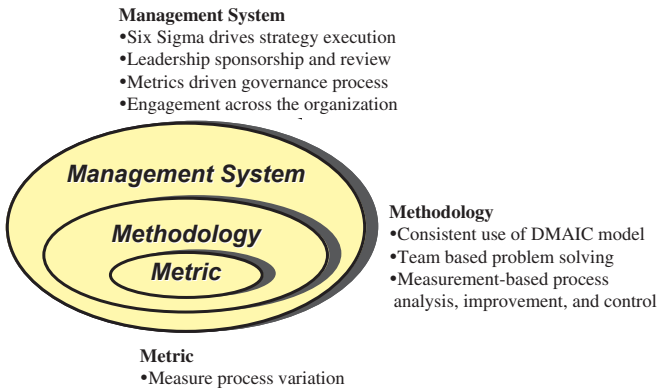 Management System
•Six Sigma drives strategy execution
•Leadership sponsorship and review
•Metrics driven governance process
•Engagement across the organization
Management System
Methodology
Metric
Methodology
•Consistent use of DMAIC model
•Team based problem solving
•Measurement-based process
analysis, improvement, and control
Metric
•Measure process variation